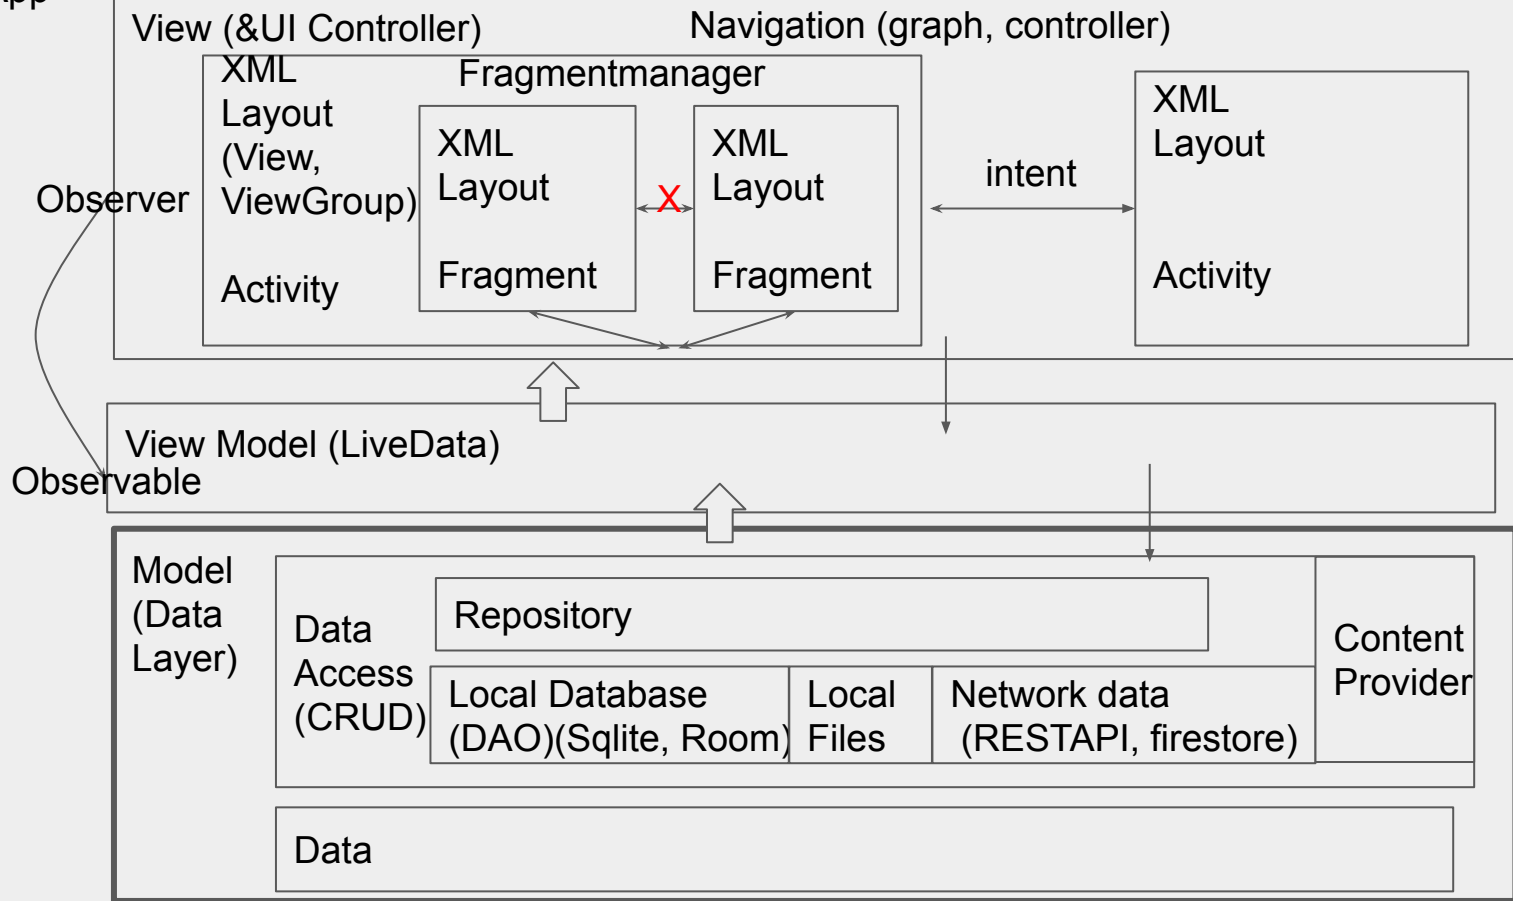 View (&UI Controller)
Navigation (graph, controller)
XML
Layout
(View,
ViewGroup)
Activity
Fragmentmanager
XML
Layout
Fragment
X
XML
Layout
Fragment
intent
XML
Layout
Activity
Observer
View Model (LiveData)
Observable
Model
(Data
Layer)
Data
Access
(CRUD)
Repository
Local Database
(DAO)(Sqlite, Room)
Local
Files
Network data
(RESTAPI, firestore)
Content
Provider
Data